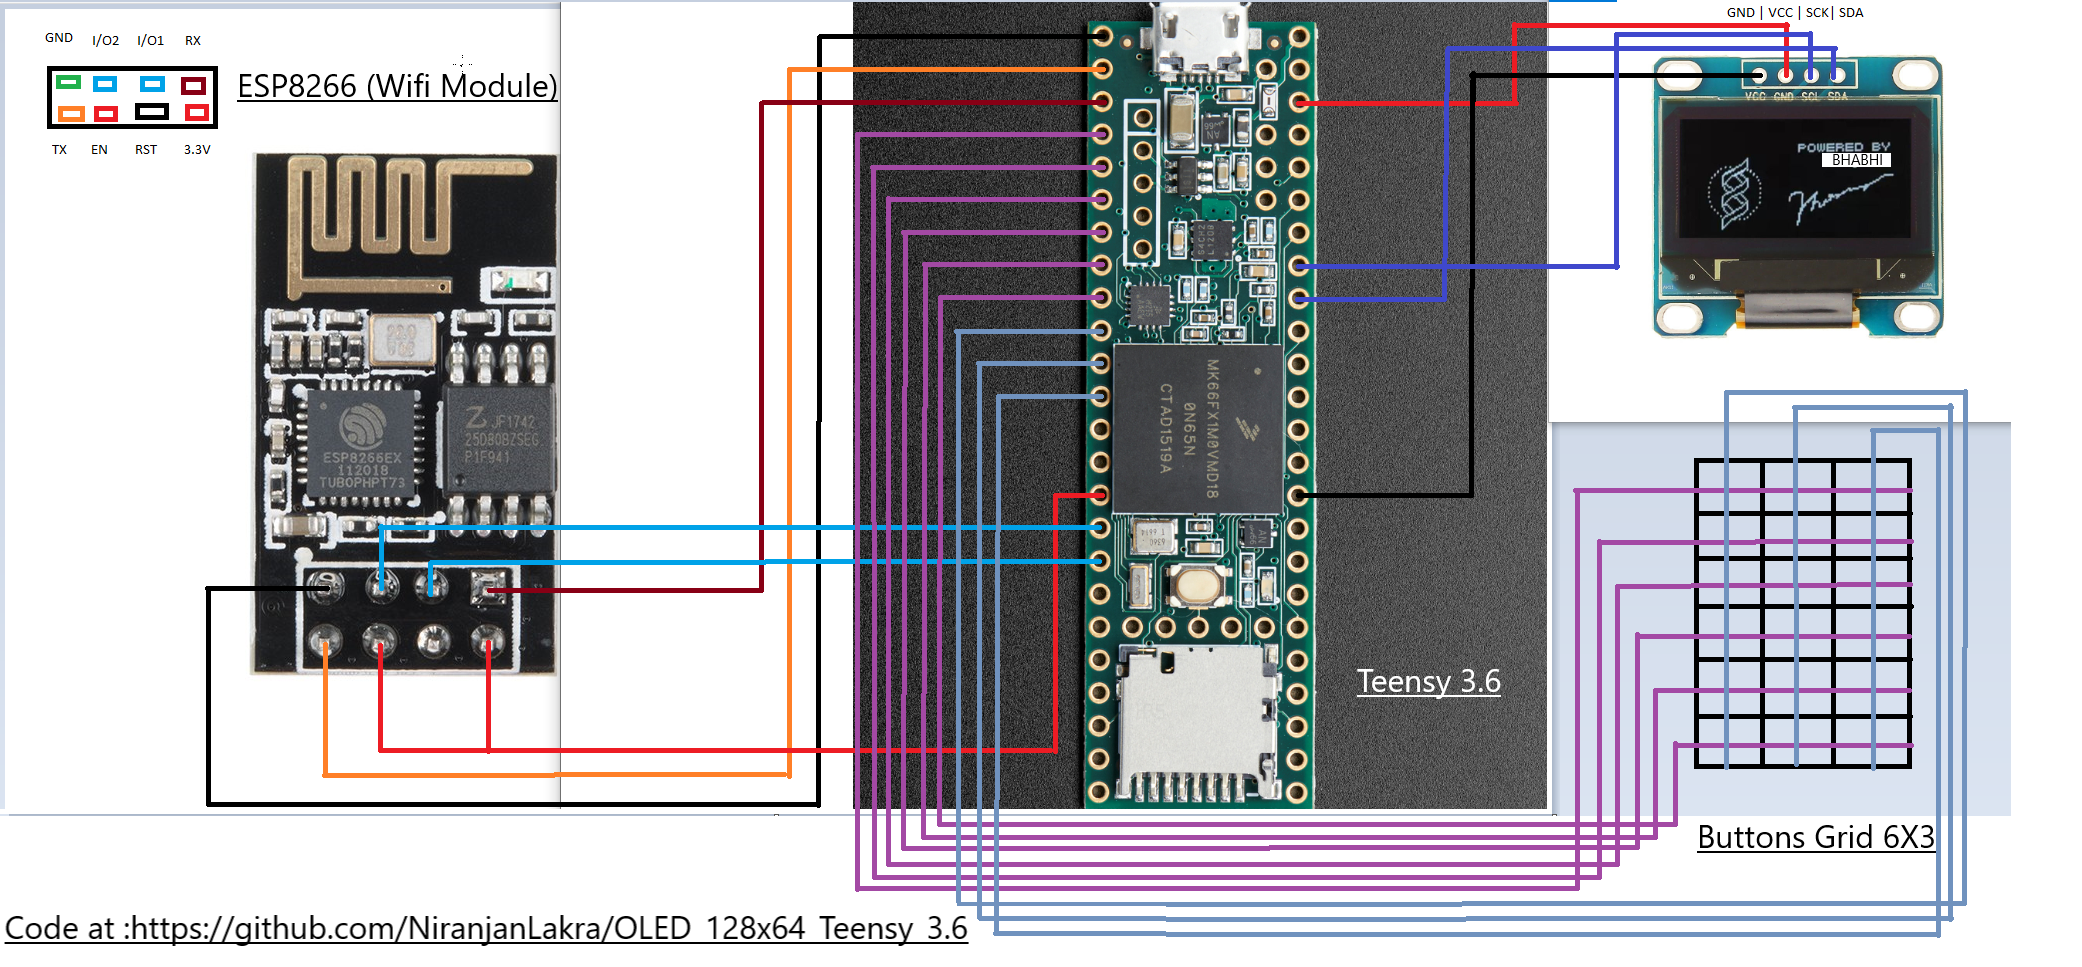 GND I/O2 I/O1 RX
ESP8266 (Wifi Module)
TX EN RST 3.3V
GND | VCC | SCK| SDA
VCC GND SCL SDA
POWERED BY
BHABHI
JF1742
25D80BZSEG
P1F941
ESP8266EX
112018
TUBOPHPT73
MK66FX1M0VMD18
0N65N
CTAD1519A
Teensy 3.6
Buttons Grid 6X3
Code at :https://github.com/NiranjanLakra/OLED_128x64_Teensy_3.6